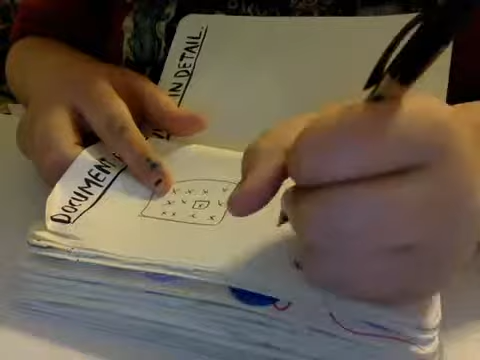 DOCUMENT
IN DETAIL.
x x x
x x x x
x x x x